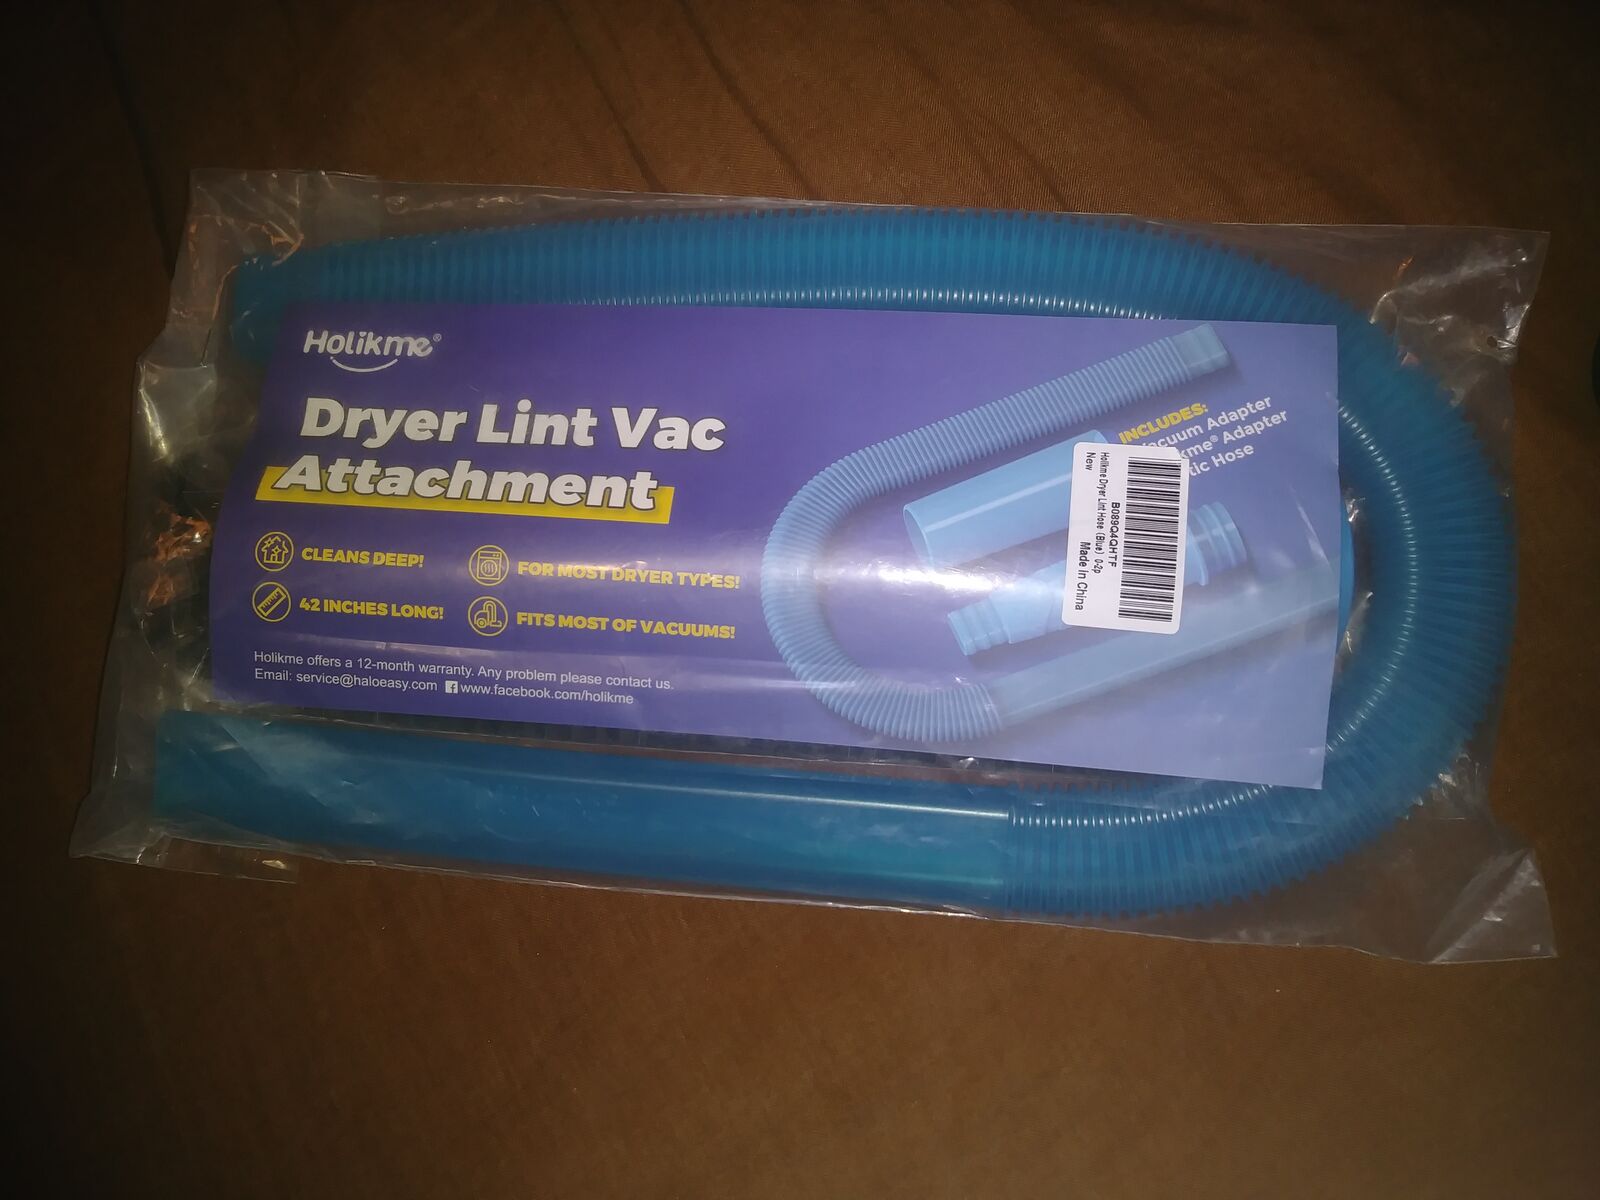 Holikme®
Dryer Lint Vac
Attachment
CLEANS DEEP!
FOR MOST DRYER TYPES!
42 INCHES LONG!
FITS MOST OF VACUUMS!
Holikme offers a 12-month warranty. Any problem please contact us.
Email: service@haloeasy.com www.facebook.com/holikme
INCLUDES:
Adapter
Adapter
Hose
B089Q4QHTF
Holikme Dryer Lint Hose (Blue) 0-2p
New
Made in China